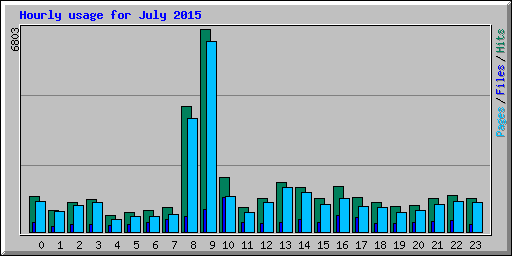 Hourly usage for July 2015
6803
Pages/Files/Hits
0 1 2 3 4 5 6 7 8 9 10 11 12 13 14 15 16 17 18 19 20 21 22 23